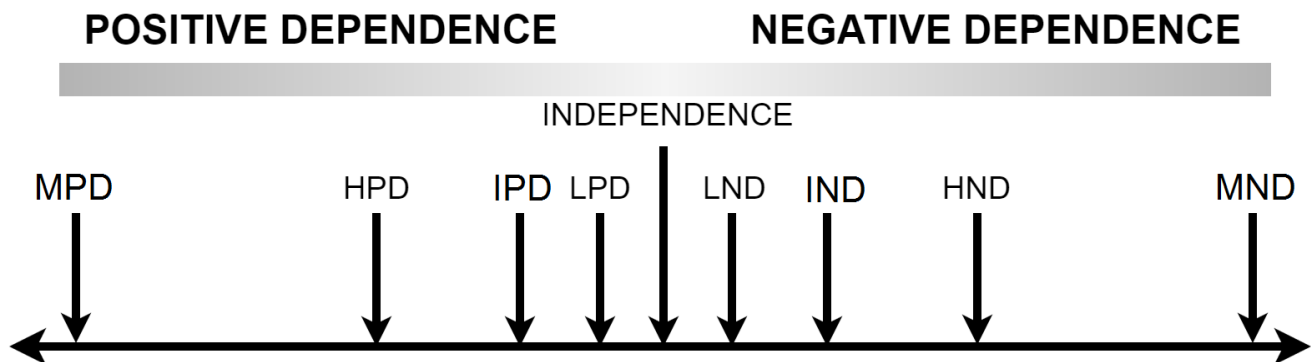 POSITIVE DEPENDENCE NEGATIVE DEPENDENCE
INDEPENDENCE
MPD HPD IPD LPD LND IND HND MND